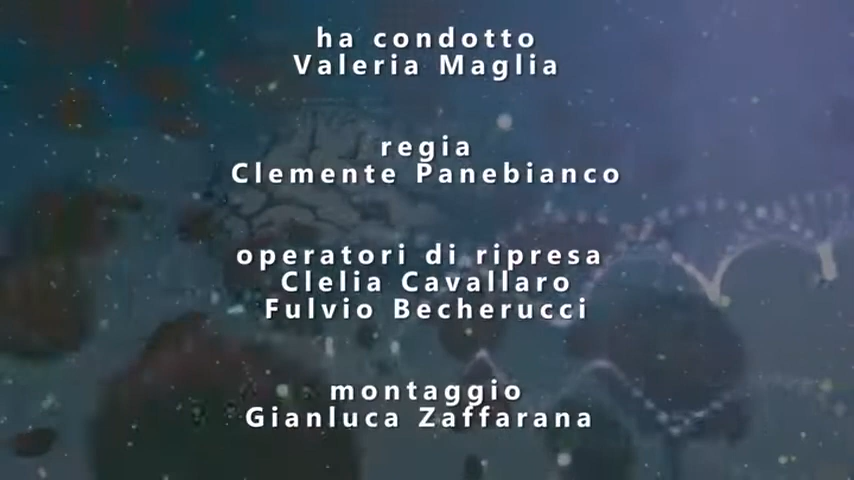 ha condotto
Valeria Maglia
regia
Clemente Panebianco
operatori di ripresa
Clelia Cavallaro
Fulvio Becherucci
montaggio
Gianluca Zaffarana